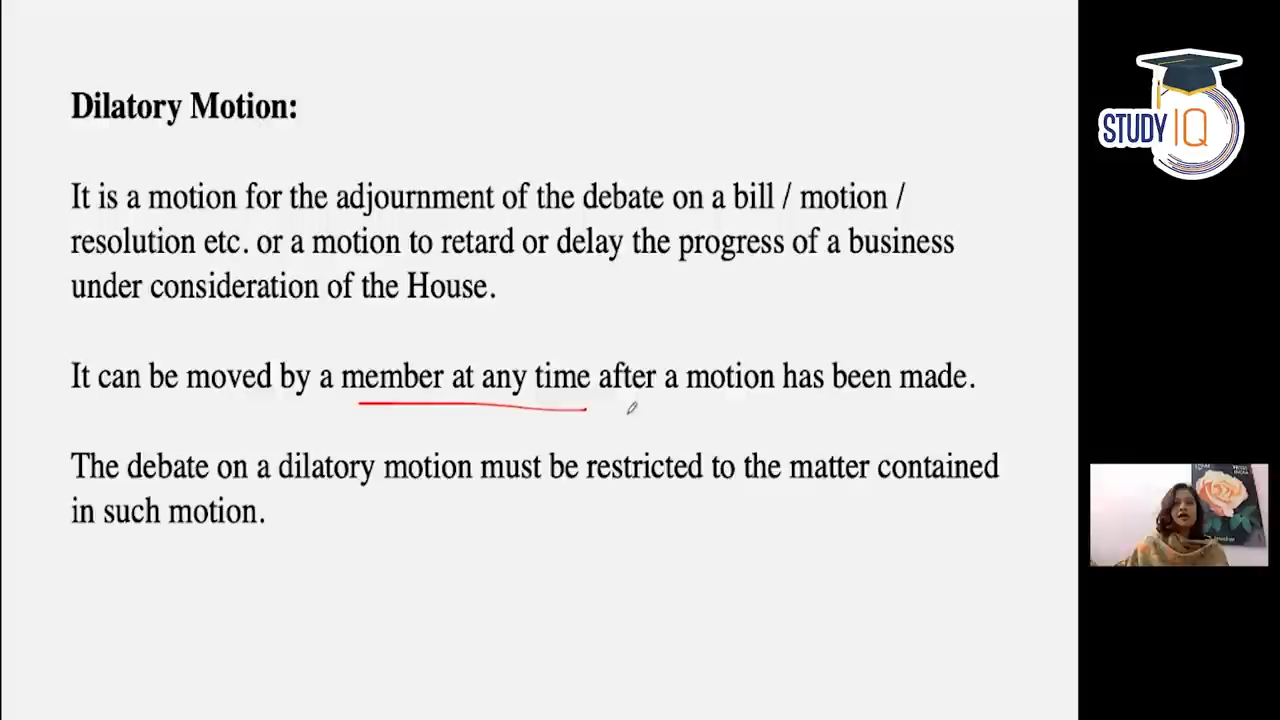 Dilatory Motion:
It is a motion for the adjournment of the debate on a bill / motion /
resolution etc. or a motion to retard or delay the progress of a business
under consideration of the House.
It can be moved by a member at any time after a motion has been made.
The debate on a dilatory motion must be restricted to the matter contained
in such motion.
STUDY IQ